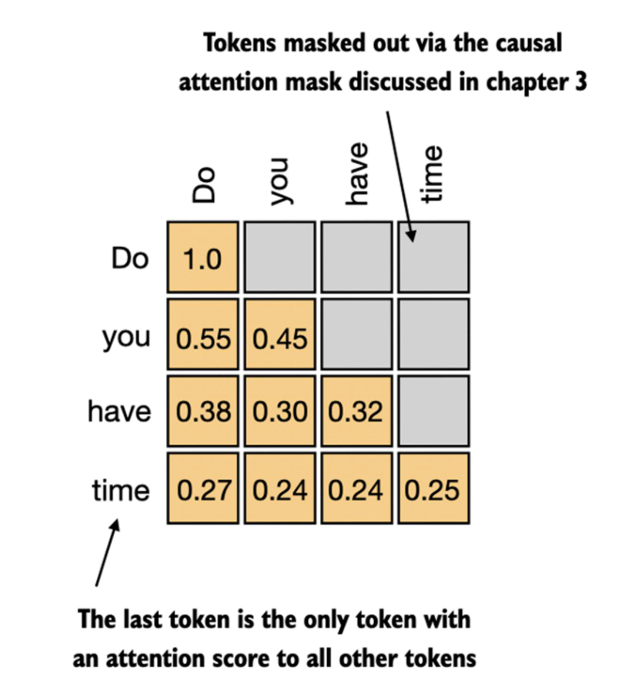 Tokens masked out via the causal
attention mask discussed in chapter 3
Do you have time
Do 1.0
you 0.55 0.45
have 0.38 0.30 0.32
time 0.27 0.24 0.24 0.25
The last token is the only token with
an attention score to all other tokens